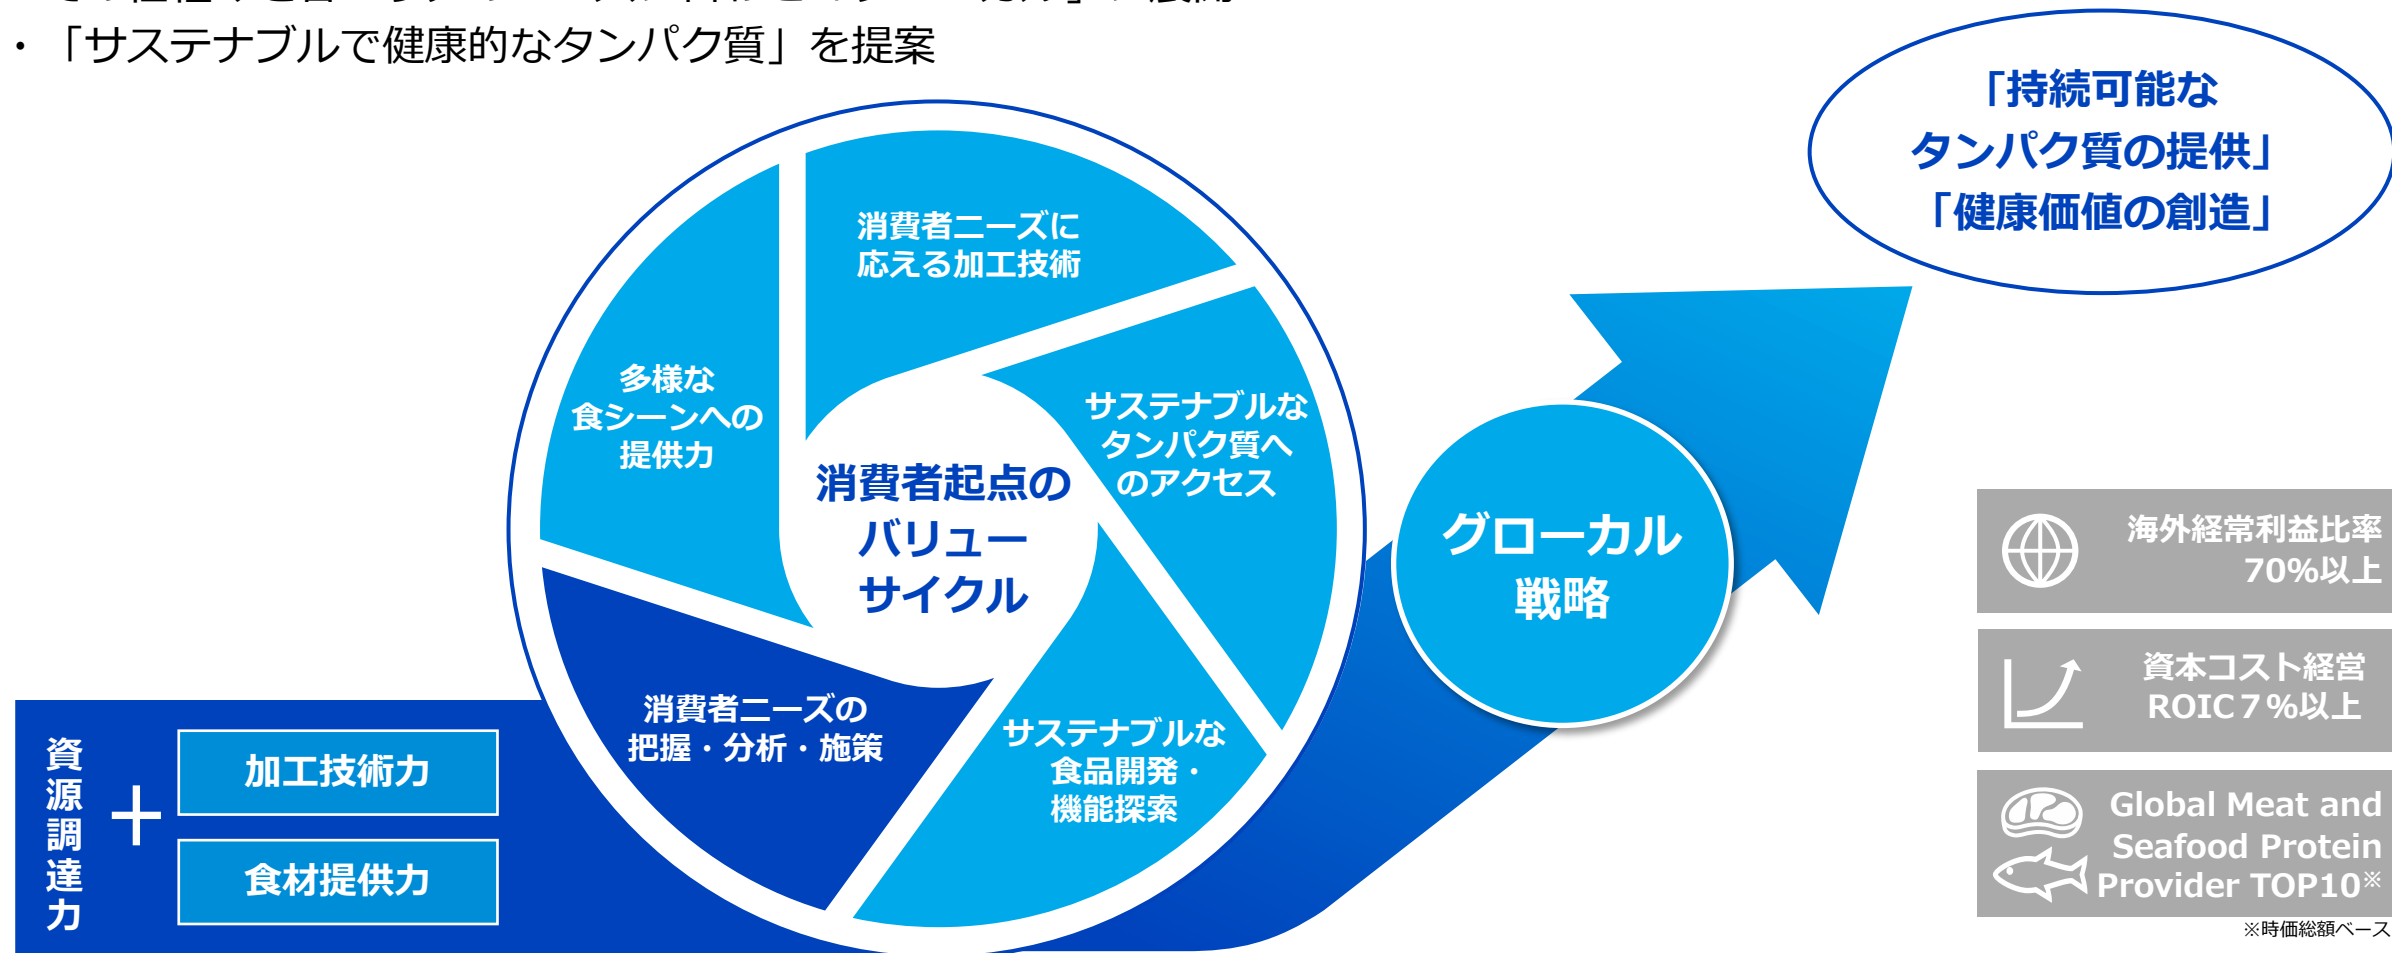 ・「サステナブルで健康的なタンパク質」を提案
「持続可能な
タンパク質の提供」
「健康価値の創造」
消費者ニーズに
応える加工技術
多様な
食シーンへの
提供力
サステナブルな
タンパク質へ
のアクセス
消費者起点の
バリュー
サイクル
グローカル
戦略
消費者ニーズの
把握・分析・施策
サステナブルな
食品開発・
機能探索
資源調達力
＋
加工技術力
食材提供力
海外経常利益比率
70%以上
資本コスト経営
ROIC７%以上
Global Meat and
Seafood Protein
Provider TOP10※
※時価総額ベース